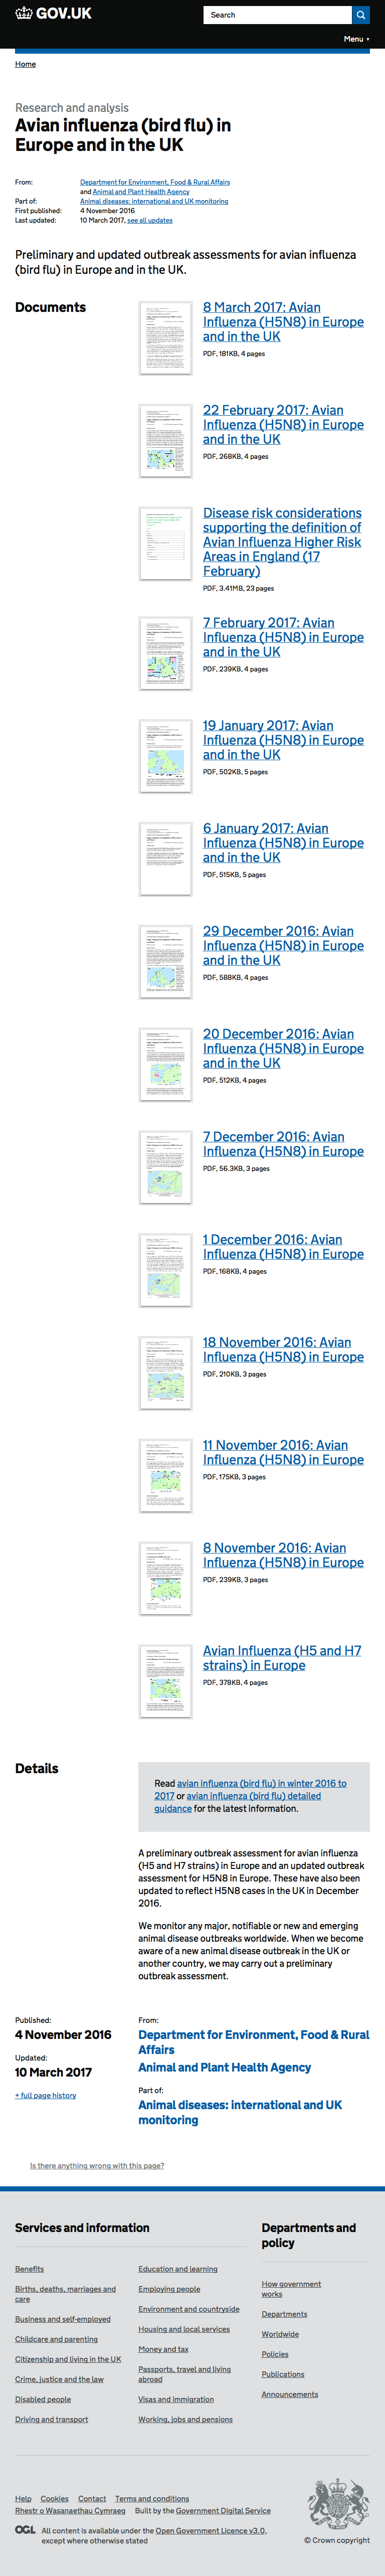 GOV.UK
Search
Menu ▼
Home
Research and analysis
Avian influenza (bird flu) in
Europe and in the UK
From: Department for Environment, Food & Rural Affairs
and Animal and Plant Health Agency
Part of: Animal diseases: international and UK monitoring
First published: 4 November 2016
Last updated: 10 March 2017, see all updates
Preliminary and updated outbreak assessments for avian influenza
(bird flu) in Europe and in the UK.
Documents
8 March 2017: Avian
Influenza (H5N8) in Europe
and in the UK
PDF, 181KB, 4 pages
22 February 2017: Avian
Influenza (H5N8) in Europe
and in the UK
PDF, 268KB, 4 pages
Disease risk considerations
supporting the definition of
Avian Influenza Higher Risk
Areas in England (17
February)
PDF, 3.41MB, 23 pages
7 February 2017: Avian
Influenza (H5N8) in Europe
and in the UK
PDF, 239KB, 4 pages
19 January 2017: Avian
Influenza (H5N8) in Europe
and in the UK
PDF, 502KB, 5 pages
6 January 2017: Avian
Influenza (H5N8) in Europe
and in the UK
PDF, 515KB, 5 pages
29 December 2016: Avian
Influenza (H5N8) in Europe
and in the UK
PDF, 588KB, 4 pages
20 December 2016: Avian
Influenza (H5N8) in Europe
and in the UK
PDF, 512KB, 4 pages
7 December 2016: Avian
Influenza (H5N8) in Europe
PDF, 56.3KB, 3 pages
1 December 2016: Avian
Influenza (H5N8) in Europe
PDF, 168KB, 4 pages
18 November 2016: Avian
Influenza (H5N8) in Europe
PDF, 210KB, 3 pages
11 November 2016: Avian
Influenza (H5N8) in Europe
PDF, 175KB, 3 pages
8 November 2016: Avian
Influenza (H5N8) in Europe
PDF, 239KB, 3 pages
Avian Influenza (H5 and H7
strains) in Europe
PDF, 378KB, 4 pages
Details
Read avian influenza (bird flu) in winter 2016 to
2017 or avian influenza (bird flu) detailed
guidance for the latest information.
A preliminary outbreak assessment for avian influenza
(H5 and H7 strains) in Europe and an updated outbreak
assessment for H5N8 in Europe. These have also been
updated to reflect H5N8 cases in the UK in December
2016.
We monitor any major, notifiable or new and emerging
animal disease outbreaks worldwide. When we become
aware of a new animal disease outbreak in the UK or
another country, we may carry out a preliminary
outbreak assessment.
Published:
4 November 2016
Updated:
10 March 2017
+ full page history
From:
Department for Environment, Food & Rural
Affairs
Animal and Plant Health Agency
Part of:
Animal diseases: international and UK
monitoring
Is there anything wrong with this page?
Services and information
Benefits
Births, deaths, marriages and
care
Business and self-employed
Childcare and parenting
Citizenship and living in the UK
Crime, justice and the law
Disabled people
Driving and transport
Education and learning
Employing people
Environment and countryside
Housing and local services
Money and tax
Passports, travel and living
abroad
Visas and immigration
Working, jobs and pensions
Departments and
policy
How government
works
Departments
Worldwide
Policies
Publications
Announcements
Help Cookies Contact Terms and conditions
Rhestr o Wasanaethau Cymraeg Built by the Government Digital Service
OGL All content is available under the Open Government Licence v3.0,
except where otherwise stated
© Crown copyright